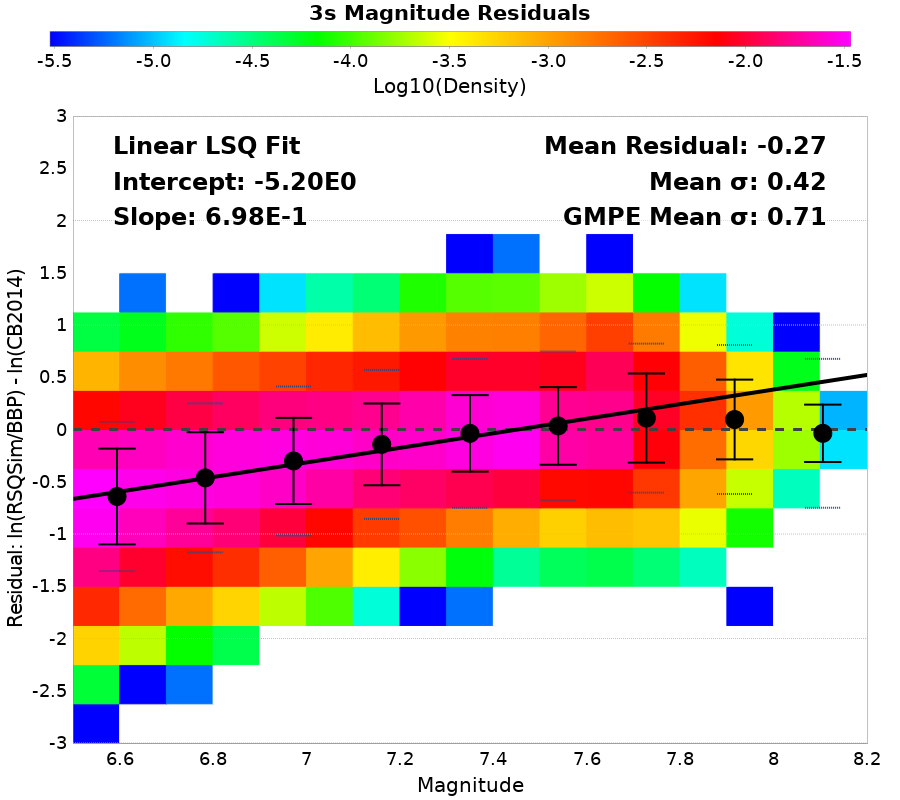 3s Magnitude Residuals
-5.5 -5.0 -4.5 -4.0 -3.5 -3.0 -2.5 -2.0 -1.5
Log10(Density)
Linear LSQ Fit
Intercept: -5.20E0
Slope: 6.98E-1
Mean Residual: -0.27
Mean σ: 0.42
GMPE Mean σ: 0.71
Residual: ln(RSQSim/BBP) - ln(CB2014)
3
2.5
2
1.5
1
0.5
0
-0.5
-1
-1.5
-2
-2.5
-3
6.6 6.8 7 7.2 7.4 7.6 7.8 8 8.2
Magnitude